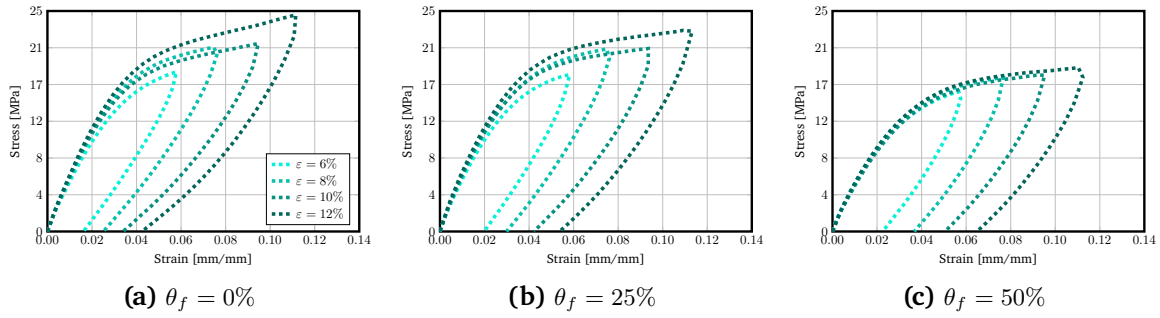 25
21
17
12
8
4
0
Stress [MPa]
0.00 0.02 0.04 0.06 0.08 0.10 0.12 0.14
Strain [mm/mm]
ε = 6%
ε = 8%
ε = 10%
ε = 12%
(a) θf = 0%
25
21
17
12
8
4
0
Stress [MPa]
0.00 0.02 0.04 0.06 0.08 0.10 0.12 0.14
Strain [mm/mm]
(b) θf = 25%
25
21
17
12
8
4
0
Stress [MPa]
0.00 0.02 0.04 0.06 0.08 0.10 0.12 0.14
Strain [mm/mm]
(c) θf = 50%